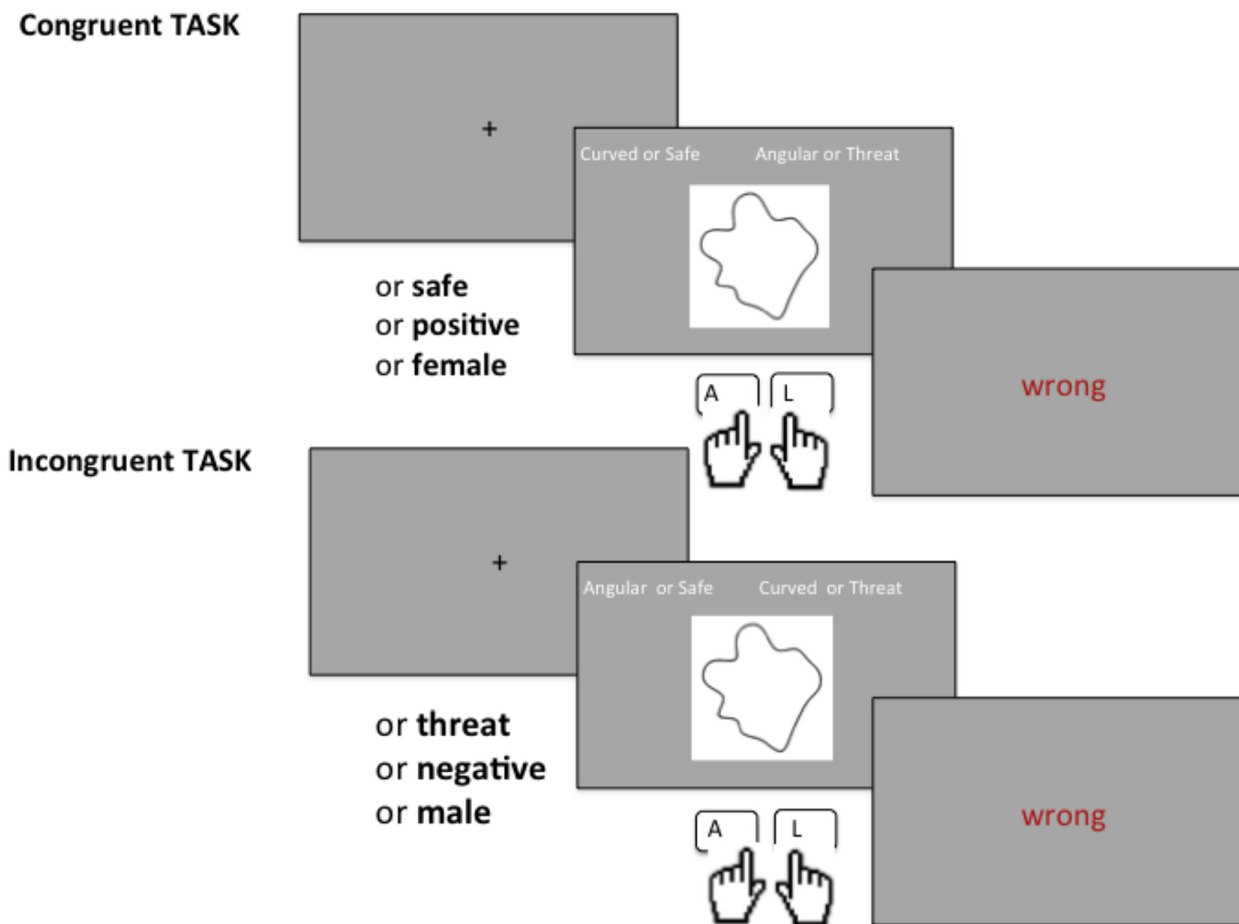 Congruent TASK
+
Curved or Safe Angular or Threat
or safe
or positive
or female
A L
wrong
Incongruent TASK
+
Angular or Safe Curved or Threat
or threat
or negative
or male
A L
wrong